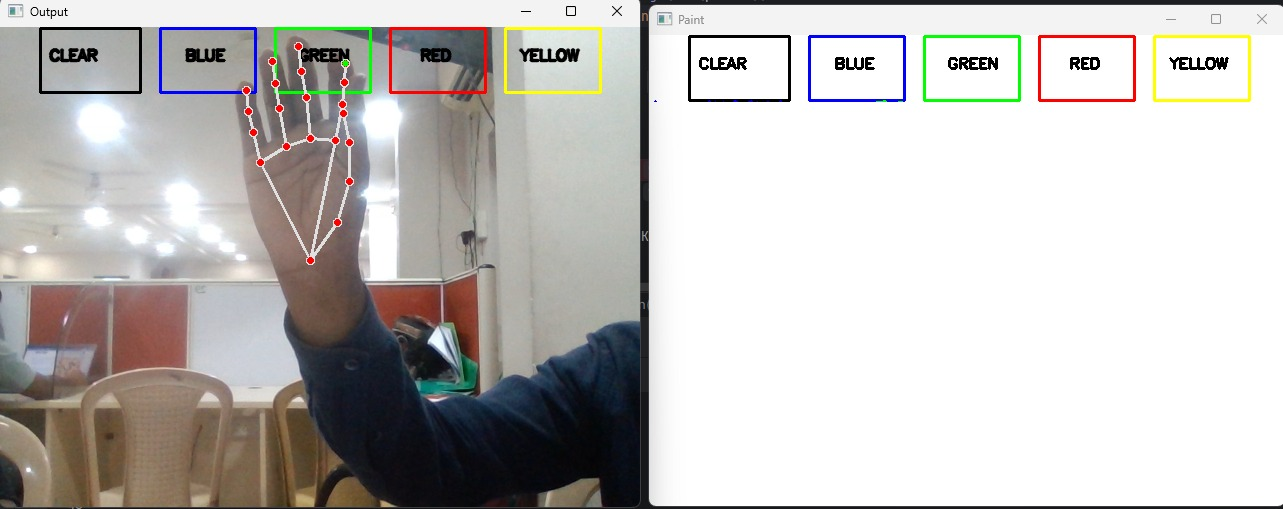 Output
CLEAR BLUE GREEN RED YELLOW
Paint
CLEAR BLUE GREEN RED YELLOW